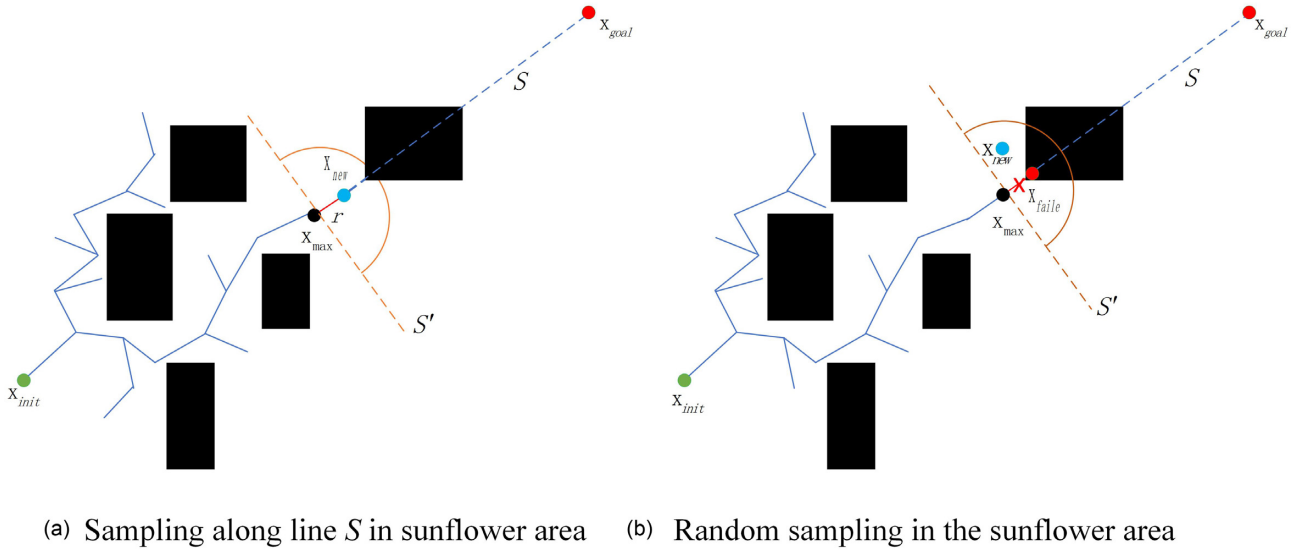 X_goal
S
X_new
r
X_max
S′
X_init
(a) Sampling along line S in sunflower area
X_goal
S
X_new
X
X_faile
X_max
S′
X_init
(b) Random sampling in the sunflower area